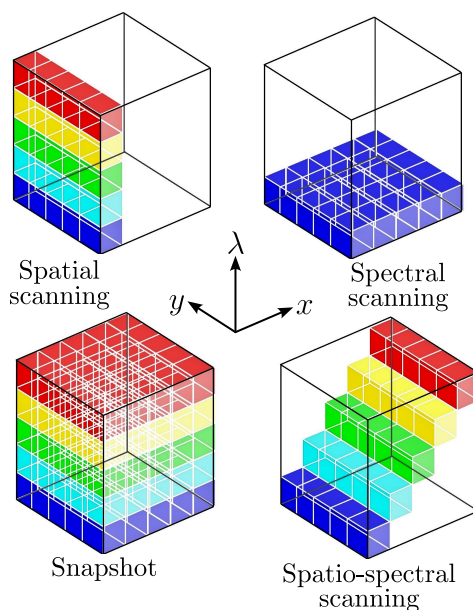 Spatial
scanning
Spectral
scanning
λ
y
x
Snapshot
Spatio-spectral
scanning